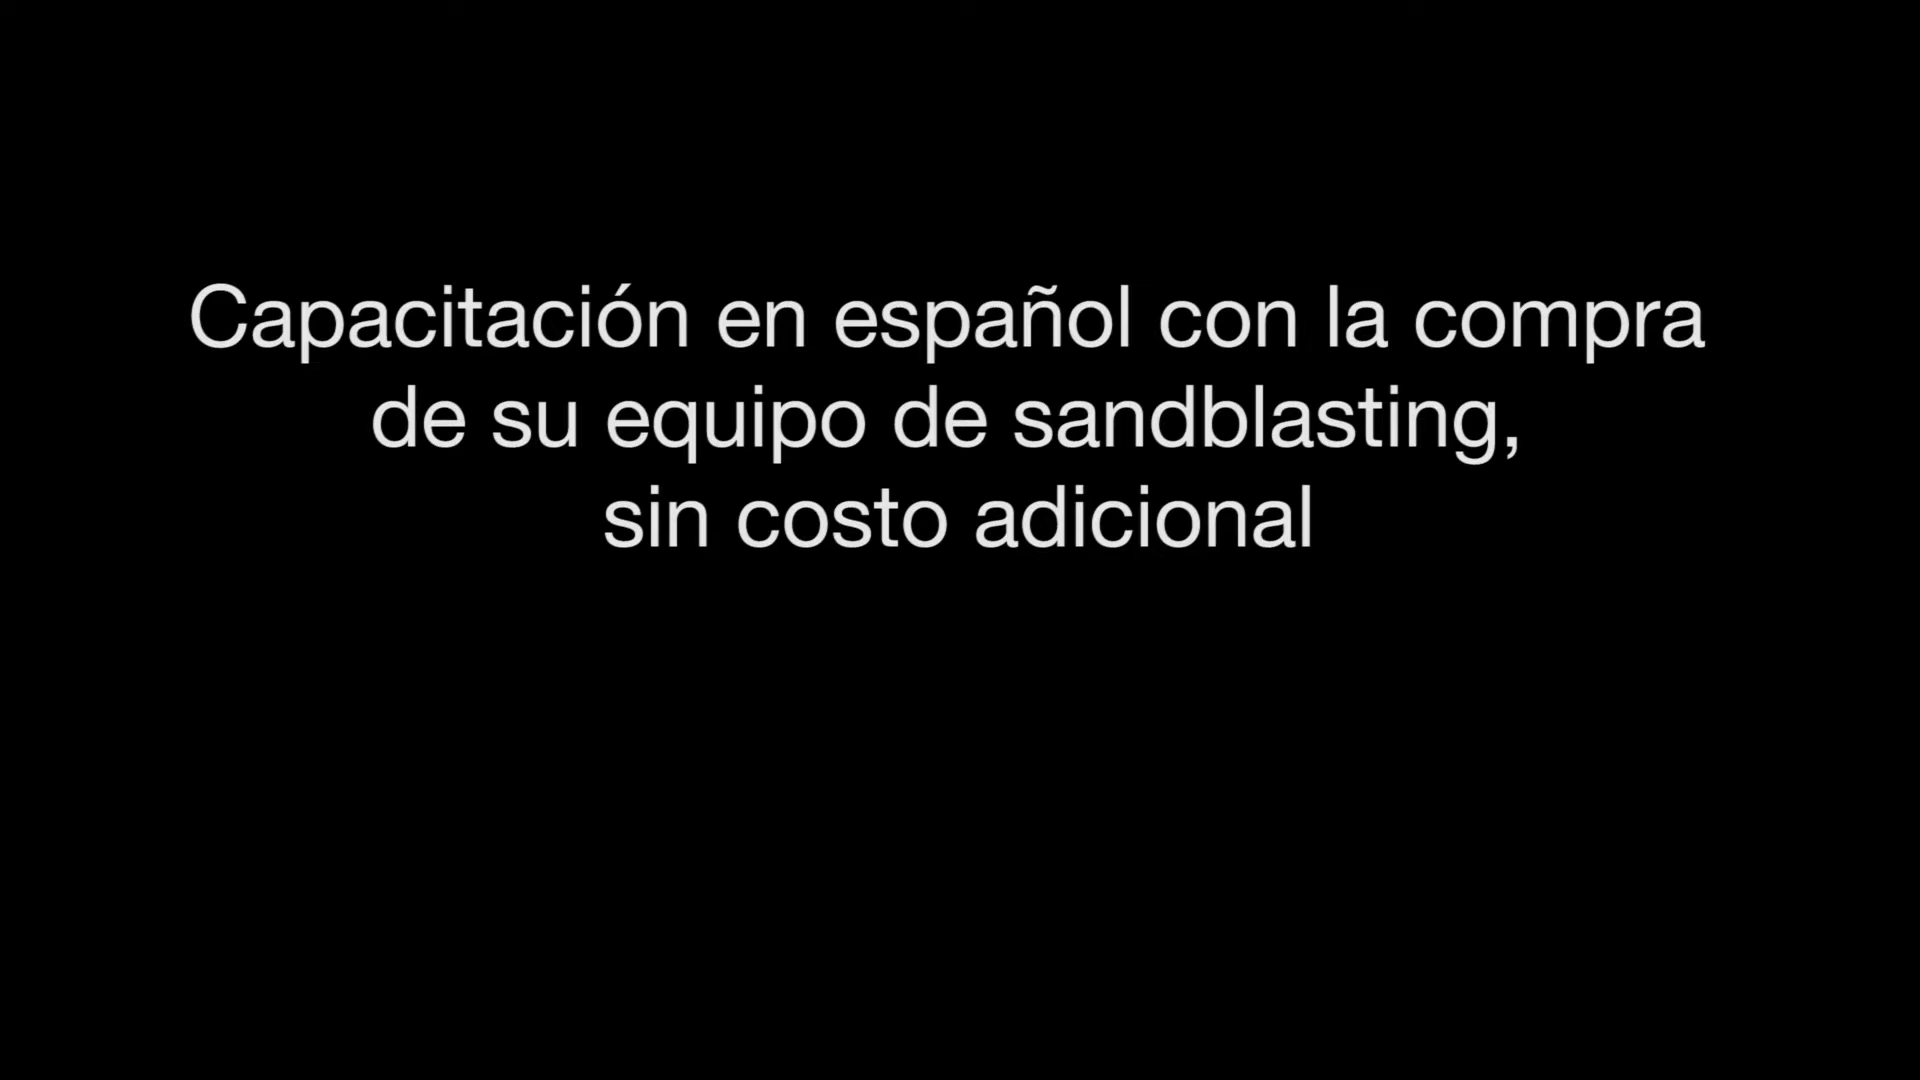 Capacitación en español con la compra
de su equipo de sandblasting,
sin costo adicional